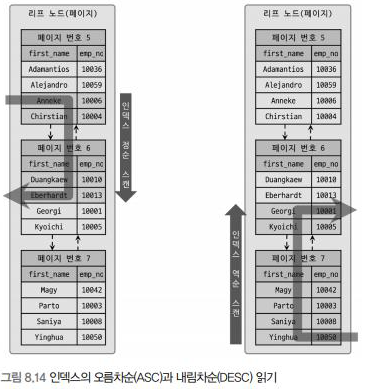 리프 노드(페이지)
페이지 번호 5
first_name emp_no
Adamantios 10036
Alejandro 10059
Anneke 10006
Chirstian 10004
페이지 번호 6
first_name emp_no
Duangkaew 10010
Eberhardt 10013
Georgi 10001
Kyoichi 10005
페이지 번호 7
first_name emp_no
Magy 10042
Parto 10003
Saniya 10008
Yinghua 10050
인덱스 정순 스캔
리프 노드(페이지)
페이지 번호 5
first_name emp_no
Adamantios 10036
Alejandro 10059
Anneke 10006
Chirstian 10004
페이지 번호 6
first_name emp_no
Duangkaew 10010
Eberhardt 10013
Georgi 10001
Kyoichi 10005
페이지 번호 7
first_name emp_no
Magy 10042
Parto 10003
Saniya 10008
Yinghua 10050
인덱스 역순 스캔
그림 8.14 인덱스의 오름차순(ASC)과 내림차순(DESC) 읽기